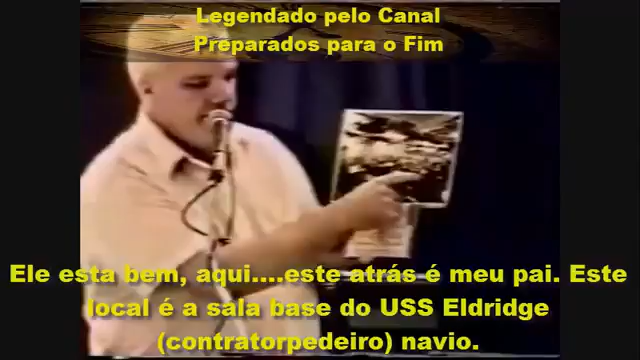 Legendado pelo Canal
Preparados para o Fim
Ele esta bem, aqui....este atrás é meu pai. Este
local é a sala base do USS Eldridge
(contratorpedeiro) navio.